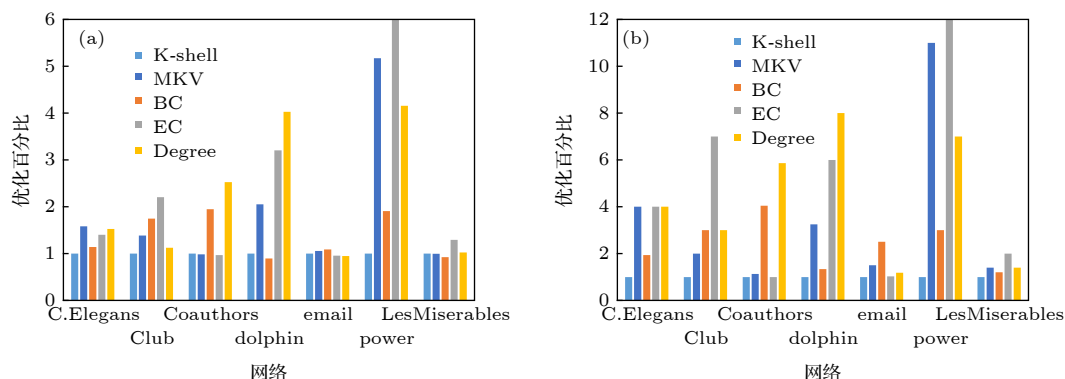 (a)
K-shell
MKV
BC
EC
Degree
优化百分比
6
5
4
3
2
1
0
C.Elegans Coauthors email LesMiserables
Club dolphin power
网络
(b)
K-shell
MKV
BC
EC
Degree
优化百分比
12
10
8
6
4
2
0
C.Elegans Coauthors email LesMiserables
Club dolphin power
网络